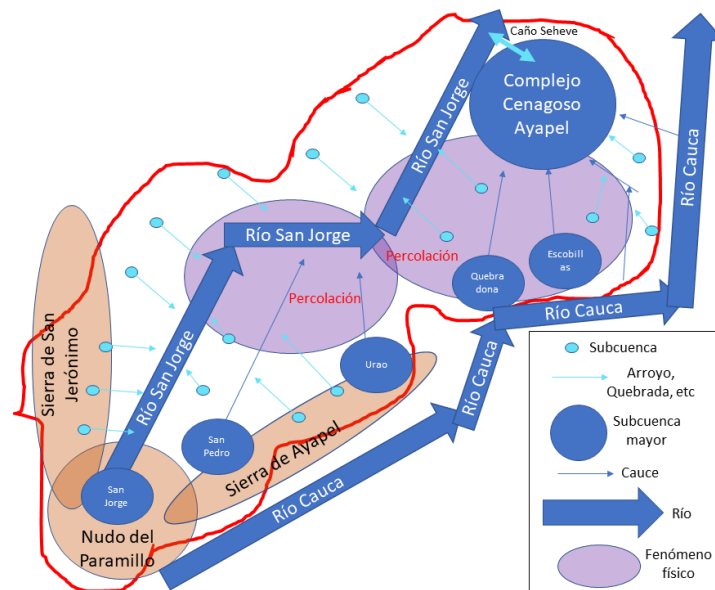 Caño Seheve
Complejo
Cenagoso
Ayapel
Río San Jorge
Río Cauca
Río San Jorge
Percolación
Percolación
Quebra
dona
Escobill
as
Río Cauca
Sierra de San
Jerónimo
Río San Jorge
Urao
Río Cauca
San
Pedro
Sierra de Ayapel
Río Cauca
San
Jorge
Nudo del
Paramillo
Subcuenca
Arroyo,
Quebrada, etc
Subcuenca
mayor
Cauce
Río
Fenómeno
físico